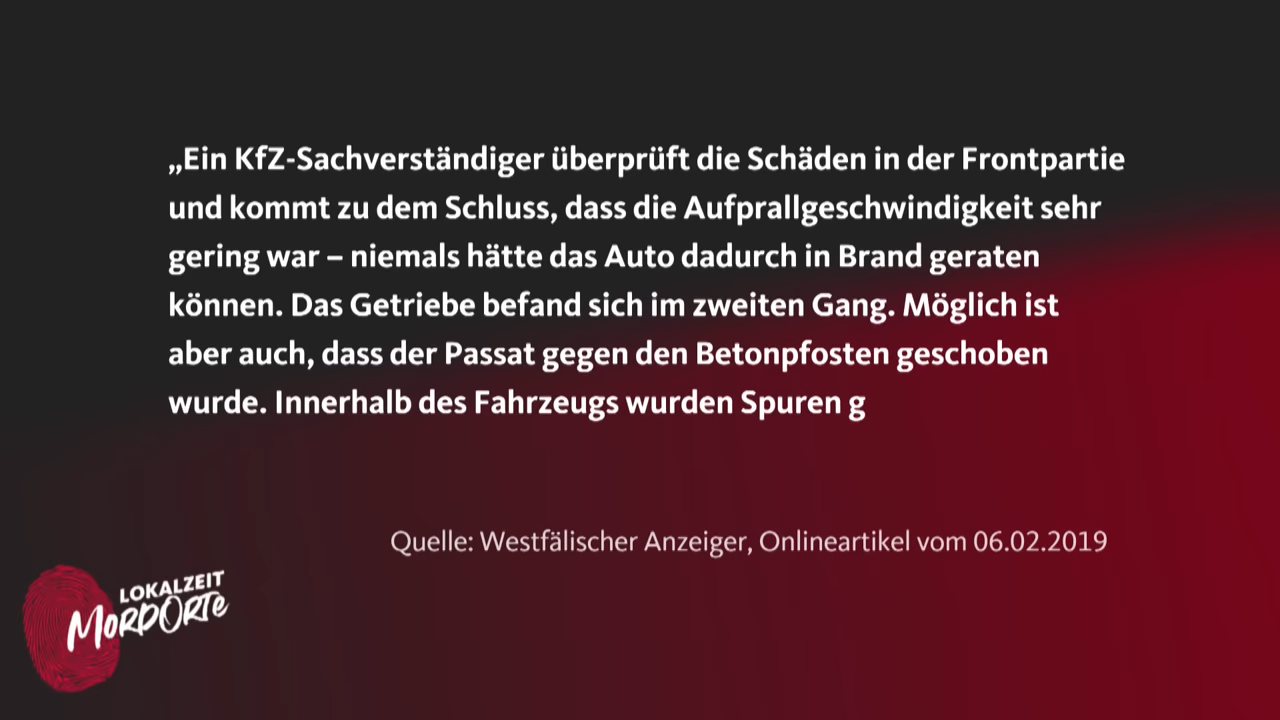 „Ein KfZ-Sachverständiger überprüft die Schäden in der Frontpartie
und kommt zu dem Schluss, dass die Aufprallgeschwindigkeit sehr
gering war – niemals hätte das Auto dadurch in Brand geraten
können. Das Getriebe befand sich im zweiten Gang. Möglich ist
aber auch, dass der Passat gegen den Betonpfosten geschoben
wurde. Innerhalb des Fahrzeugs wurden Spuren g
Quelle: Westfälischer Anzeiger, Onlineartikel vom 06.02.2019
LOKALZEIT
MORDORTE